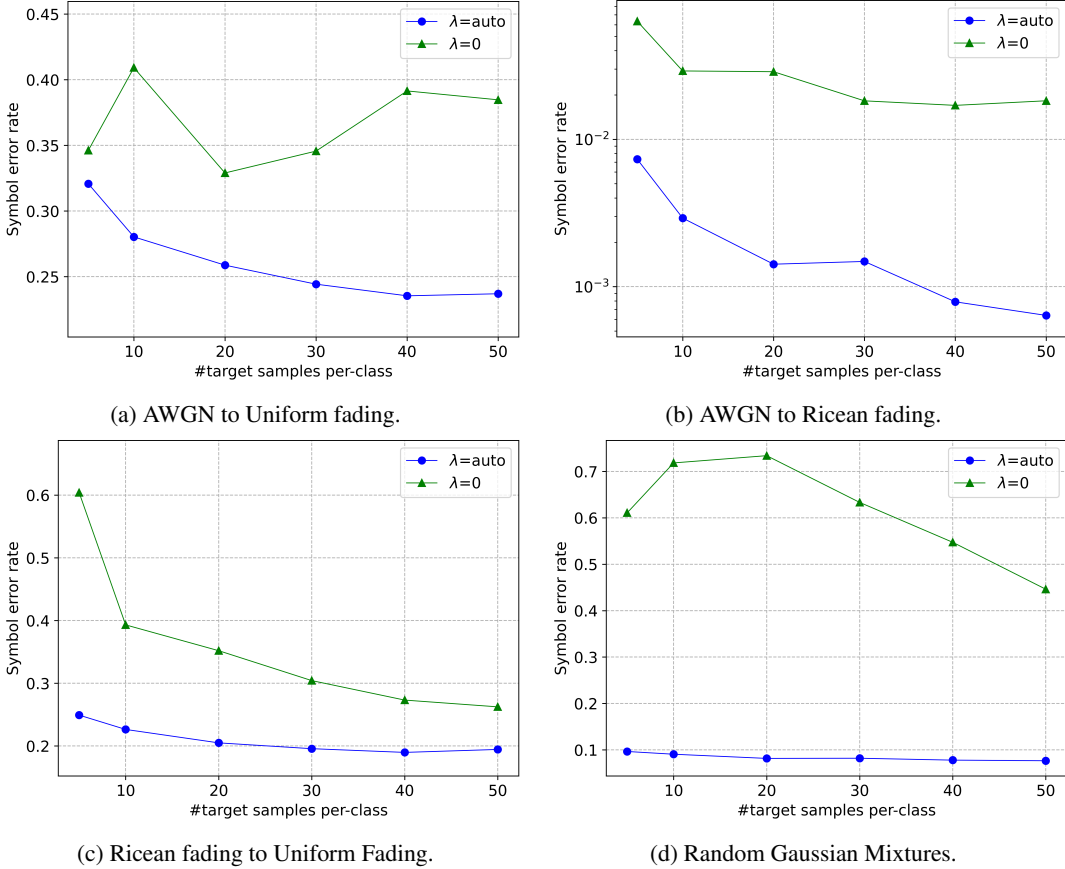 0.45
0.40
0.35
0.30
0.25
Symbol error rate
λ=auto
λ=0
10 20 30 40 50
#target samples per-class
(a) AWGN to Uniform fading.
10−2
10−3
Symbol error rate
λ=auto
λ=0
10 20 30 40 50
#target samples per-class
(b) AWGN to Ricean fading.
0.6
0.5
0.4
0.3
0.2
Symbol error rate
λ=auto
λ=0
10 20 30 40 50
#target samples per-class
(c) Ricean fading to Uniform Fading.
0.7
0.6
0.5
0.4
0.3
0.2
0.1
Symbol error rate
λ=auto
λ=0
10 20 30 40 50
#target samples per-class
(d) Random Gaussian Mixtures.